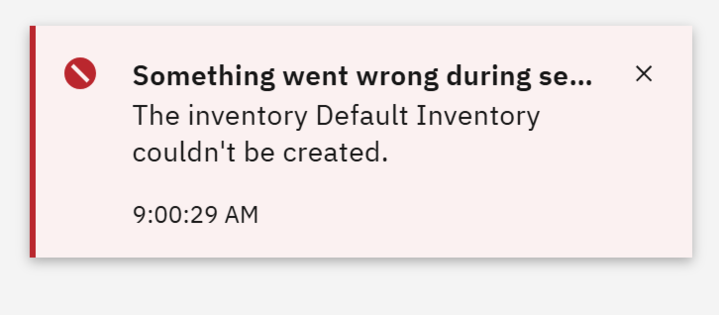 Something went wrong during se...
The inventory Default Inventory
couldn't be created.
9:00:29 AM